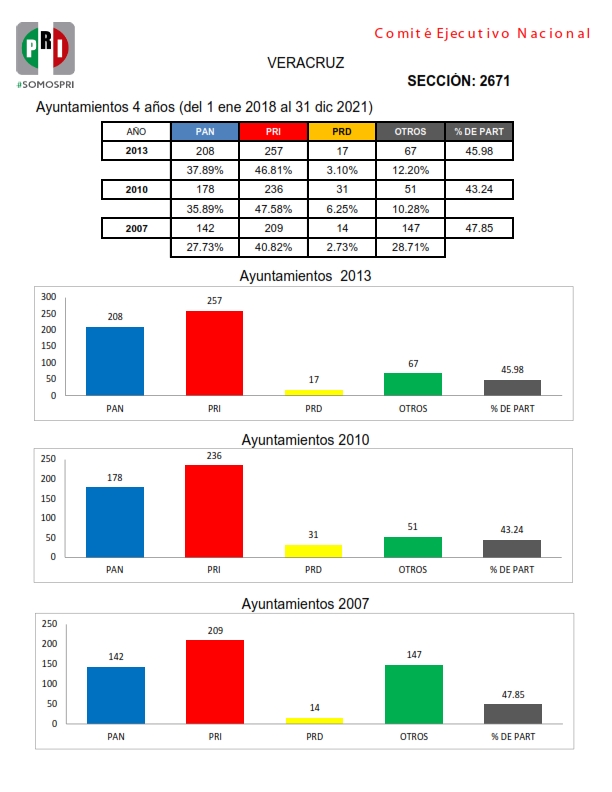 Comité Ejecutivo Nacional
PRI
#SOMOSPRI
VERACRUZ
SECCIÓN: 2671
Ayuntamientos 4 años (del 1 ene 2018 al 31 dic 2021)
AÑO PAN PRI PRD OTROS % DE PART
2013 208 257 17 67 45.98
37.89% 46.81% 3.10% 12.20%
2010 178 236 31 51 43.24
35.89% 47.58% 6.25% 10.28%
2007 142 209 14 147 47.85
27.73% 40.82% 2.73% 28.71%
Ayuntamientos 2013
300
250
200
150
100
50
0
208 257 17 67 45.98
PAN PRI PRD OTROS % DE PART
Ayuntamientos 2010
250
200
150
100
50
0
178 236 31 51 43.24
PAN PRI PRD OTROS % DE PART
Ayuntamientos 2007
250
200
150
100
50
0
142 209 14 147 47.85
PAN PRI PRD OTROS % DE PART